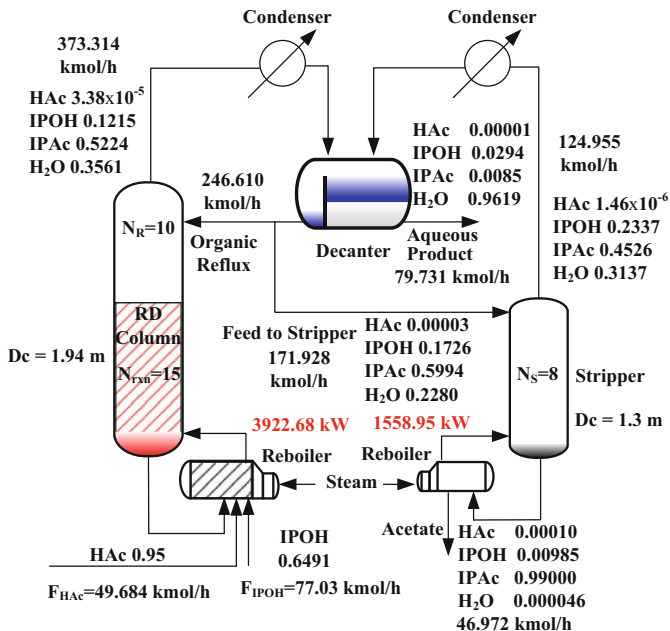 Condenser
Condenser
373.314
kmol/h
HAc 3.38x10⁻⁵
IPOH 0.1215
IPAc 0.5224
H₂O 0.3561
HAc 0.00001
IPOH 0.0294
IPAc 0.0085
H₂O 0.9619
124.955
kmol/h
HAc 1.46x10⁻⁶
IPOH 0.2337
IPAc 0.4526
H₂O 0.3137
246.610
kmol/h
N_R=10
Organic
Reflux
Decanter
Aqueous
Product
79.731 kmol/h
RD
Column
N_rxn=15
Dc = 1.94 m
Feed to Stripper
171.928
kmol/h
HAc 0.00003
IPOH 0.1726
IPAc 0.5994
H₂O 0.2280
N_S=8
Stripper
Dc = 1.3 m
3922.68 kW
1558.95 kW
Reboiler
Steam
Reboiler
Acetate
HAc 0.00010
IPOH 0.00985
IPAc 0.99000
H₂O 0.000046
46.972 kmol/h
HAc 0.95
IPOH
0.6491
F_HAc=49.684 kmol/h
F_IPOH=77.03 kmol/h